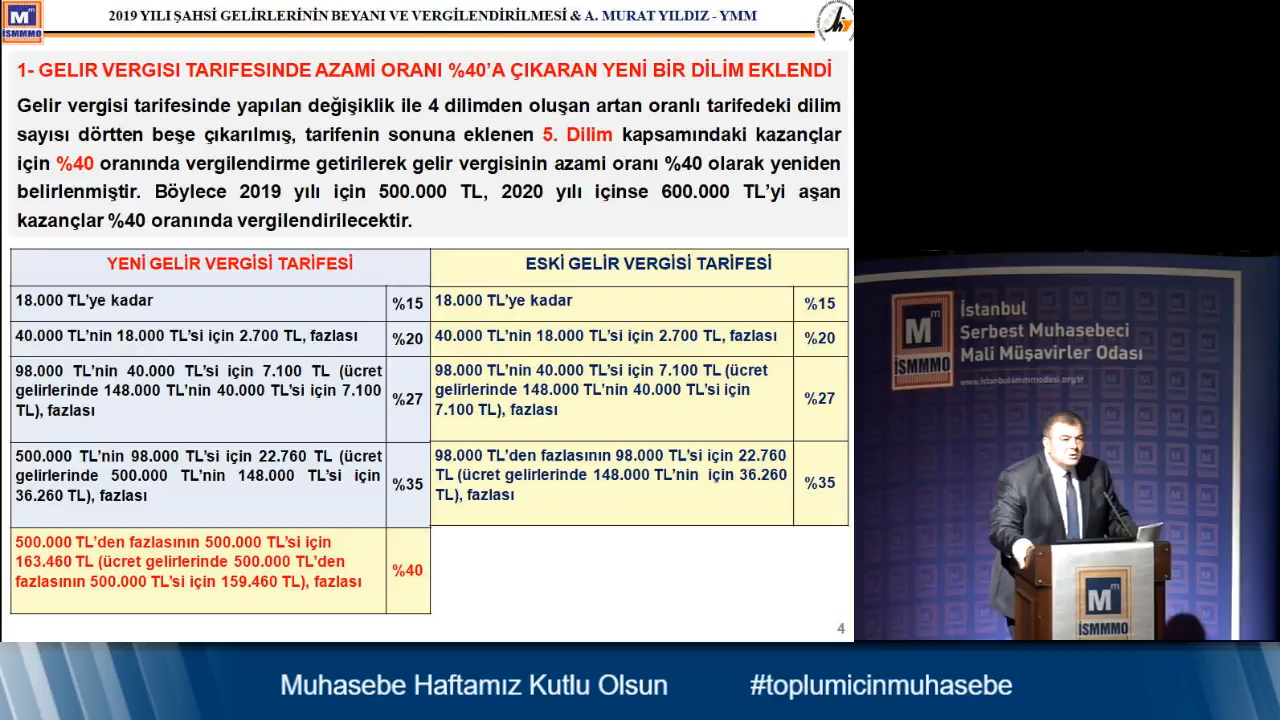 2019 YILI ŞAHSİ GELİRLERİNİN BEYANI VE VERGİLENDİRİLMESİ & A. MURAT YILDIZ - YMM
M m
İSMMMO
1- GELIR VERGISI TARIFESINDE AZAMİ ORANI %40’A ÇIKARAN YENİ BİR DİLİM EKLENDİ
Gelir vergisi tarifesinde yapılan değişiklik ile 4 dilimden oluşan artan oranlı tarifedeki dilim
sayısı dörtten beşe çıkarılmış, tarifenin sonuna eklenen 5. Dilim kapsamındaki kazançlar
için %40 oranında vergilendirme getirilerek gelir vergisinin azami oranı %40 olarak yeniden
belirlenmiştir. Böylece 2019 yılı için 500.000 TL, 2020 yılı içinse 600.000 TL’yi aşan
kazançlar %40 oranında vergilendirilecektir.
YENİ GELİR VERGİSİ TARİFESİ
18.000 TL’ye kadar
%15
40.000 TL’nin 18.000 TL’si için 2.700 TL, fazlası
%20
98.000 TL’nin 40.000 TL’si için 7.100 TL (ücret
gelirlerinde 148.000 TL’nin 40.000 TL’si için 7.100
TL), fazlası
%27
500.000 TL’nin 98.000 TL’si için 22.760 TL (ücret
gelirlerinde 500.000 TL’nin 148.000 TL’si için
36.260 TL), fazlası
%35
500.000 TL’den fazlasının 500.000 TL’si için
163.460 TL (ücret gelirlerinde 500.000 TL’den
fazlasının 500.000 TL’si için 159.460 TL), fazlası
%40
ESKİ GELİR VERGİSİ TARİFESİ
18.000 TL’ye kadar
%15
40.000 TL’nin 18.000 TL’si için 2.700 TL, fazlası
%20
98.000 TL’nin 40.000 TL’si için 7.100 TL (ücret
gelirlerinde 148.000 TL’nin 40.000 TL’si için
7.100 TL), fazlası
%27
98.000 TL’den fazlasının 98.000 TL’si için 22.760
TL (ücret gelirlerinde 148.000 TL’nin için 36.260
TL), fazlası
%35
4
M m
İSMMMO
İstanbul
Serbest Muhasebeci
Mali Müşavirler Odası
www.istanbulsmmmodasi.org.tr
M m
İSMMMO
Muhasebe Haftamız Kutlu Olsun
#toplumicinmuhasebe